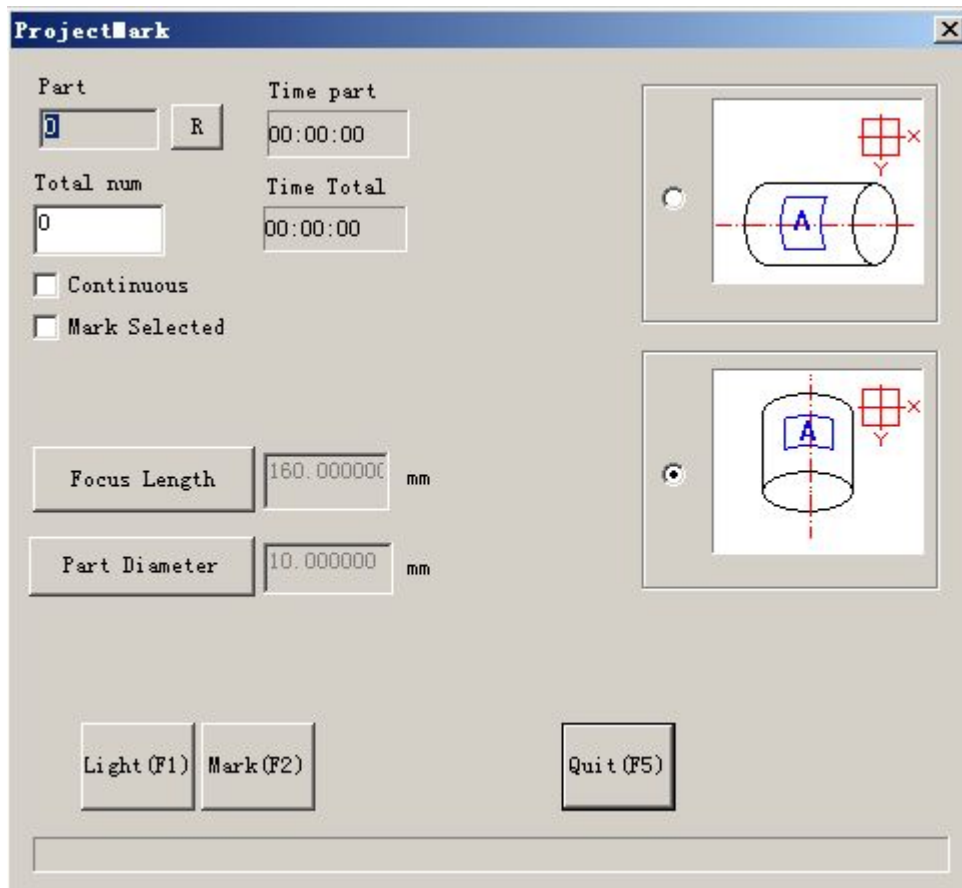 ProjectMark
Part
0
R
Time part
00:00:00
Total num
0
Time Total
00:00:00
Continuous
Mark Selected
X
Y
A
X
Y
A
Focus Length
160.000000
mm
Part Diameter
10.000000
mm
Light(F1)
Mark(F2)
Quit(F5)